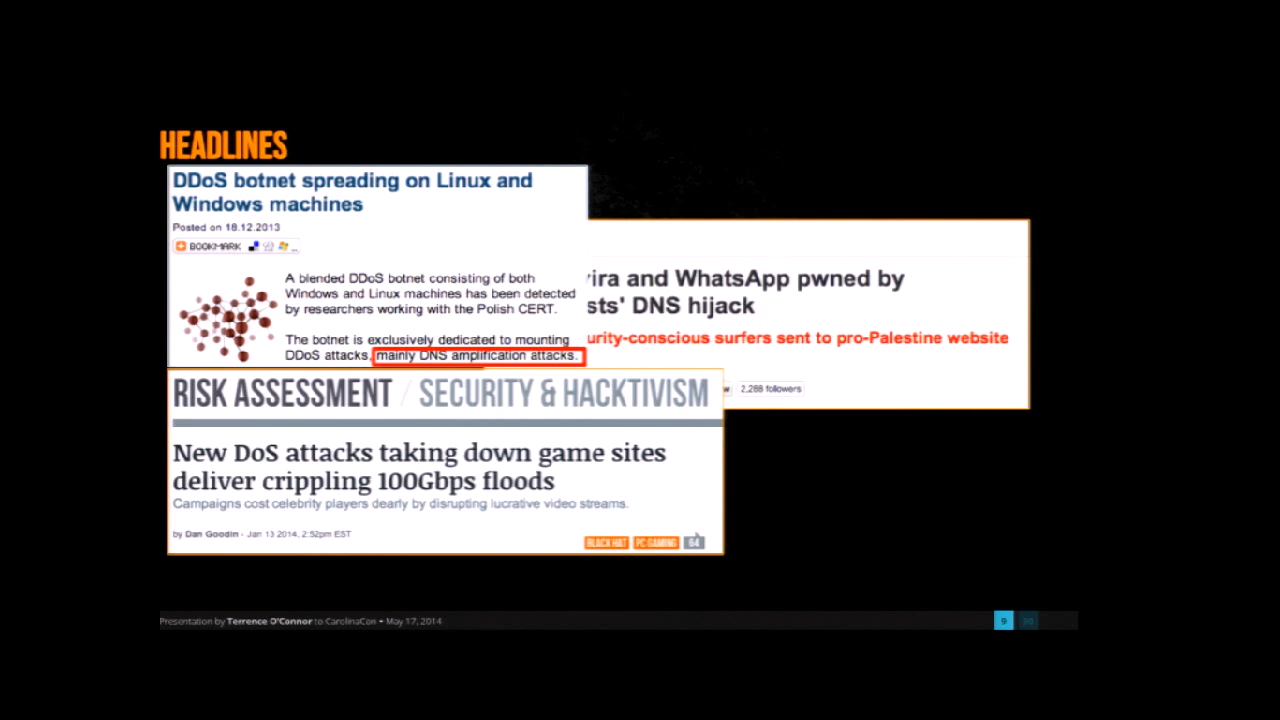 HEADLINES
DDoS botnet spreading on Linux and
Windows machines
Posted on 18.12.2013
BOOKMARK
A blended DDoS botnet consisting of both
Windows and Linux machines has been detected
by researchers working with the Polish CERT.
The botnet is exclusively dedicated to mounting
DDoS attacks, mainly DNS amplification attacks.
vira and WhatsApp pwned by
sts' DNS hijack
urity-conscious surfers sent to pro-Palestine website
2,288 followers
RISK ASSESSMENT / SECURITY & HACKTIVISM
New DoS attacks taking down game sites
deliver crippling 100Gbps floods
Campaigns cost celebrity players dearly by disrupting lucrative video streams.
by Dan Goodin - Jan 13 2014, 2:52pm EST
BLACK HAT PC GAMING 64
Presentation by Terrence O'Connor to CarolinaCon • May 17, 2014
9